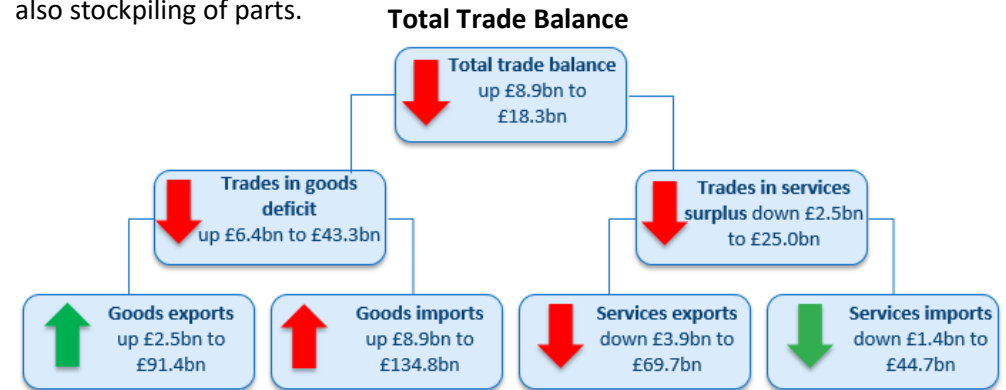 also stockpiling of parts.
Total Trade Balance
Total trade balance
up £8.9bn to
£18.3bn
Trades in goods
deficit
up £6.4bn to £43.3bn
Trades in services
surplus down £2.5bn
to £25.0bn
Goods exports
up £2.5bn to
£91.4bn
Goods imports
up £8.9bn to
£134.8bn
Services exports
down £3.9bn to
£69.7bn
Services imports
down £1.4bn to
£44.7bn